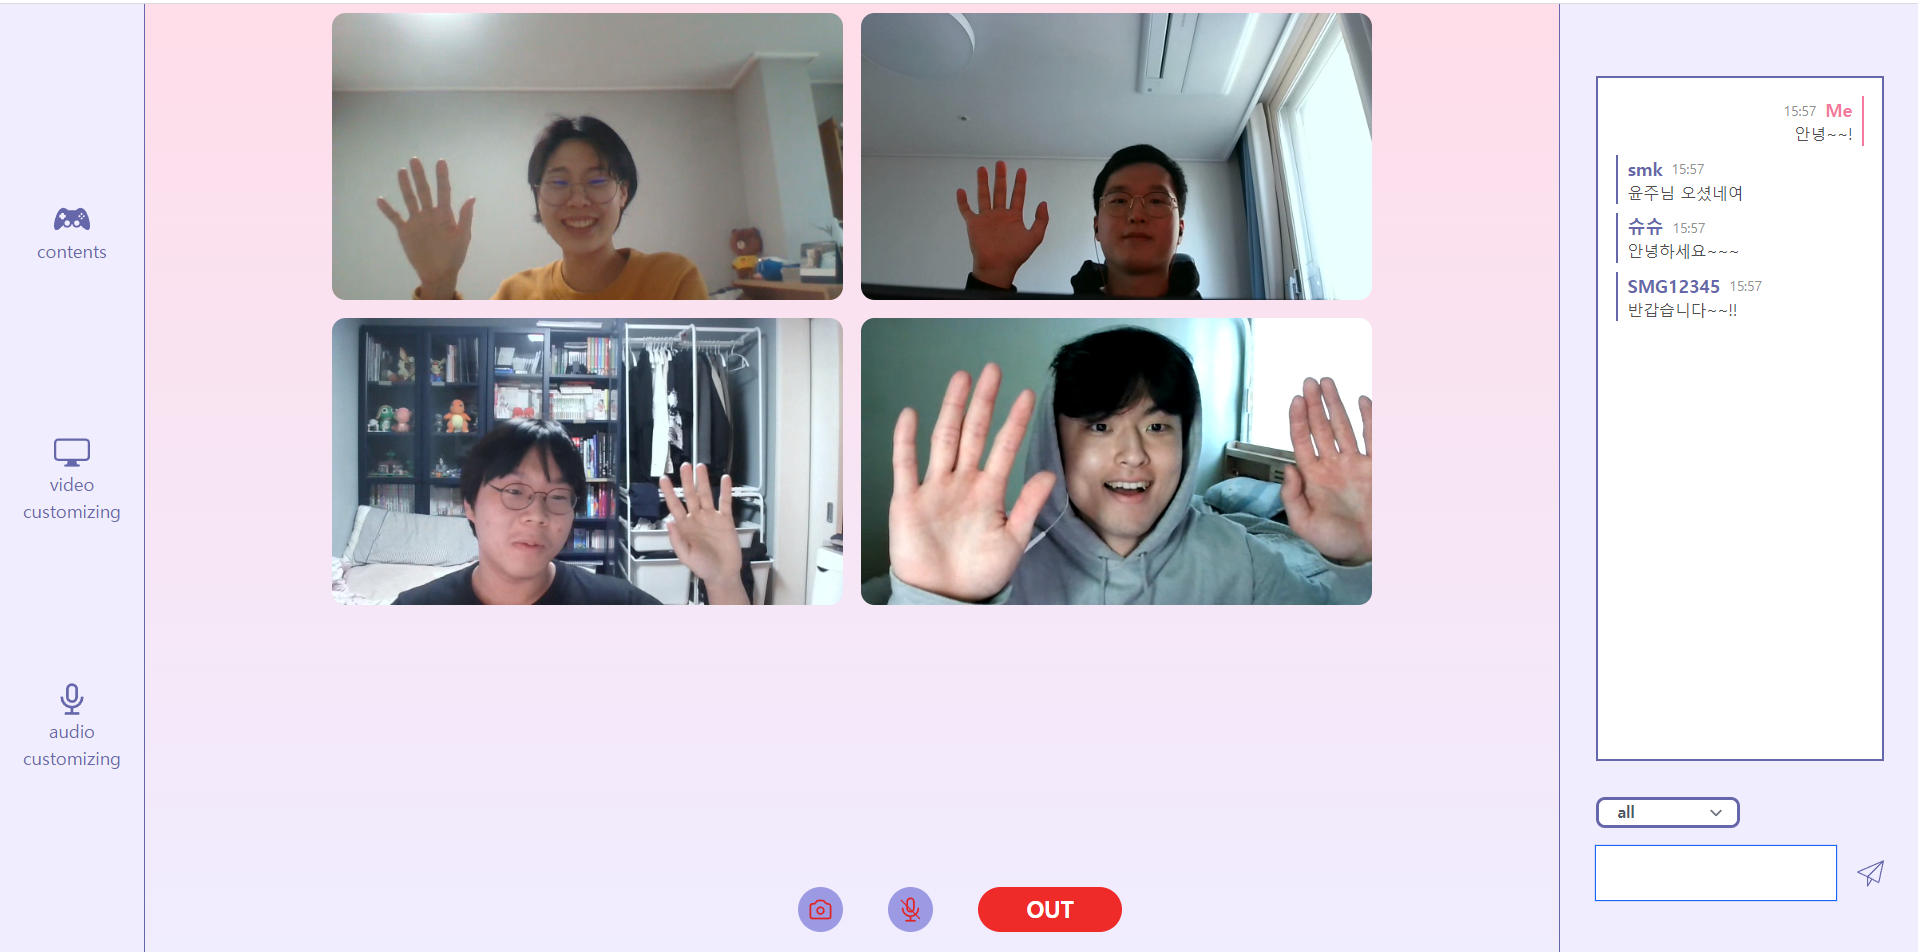 contents
video
customizing
audio
customizing
15:57 Me
안녕~~!
smk 15:57
윤주님 오셨네여
슈슈 15:57
안녕하세요~~~
SMG12345 15:57
반갑습니다~~!!
all
OUT